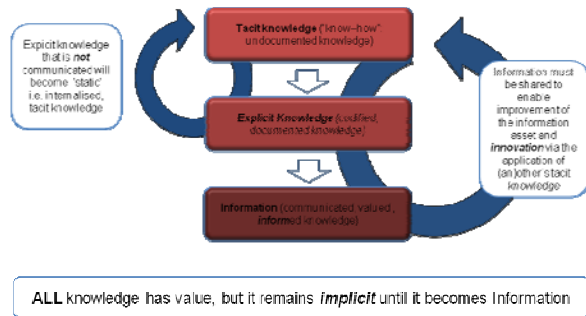 Tacit knowledge ("know–how"
undocumented knowledge)
Expicit knowledge
that is not
communicated will
become 'static'
i.e. internalised,
tacit knowledge
Explicit Knowledge (codified,
documented knowledge)
Information must
be shared to enable
improvement of
the information
asset and
innovation via the
application of
(an)other's tacit
knowledge
Information (communicated, valued,
informed knowledge)
ALL knowledge has value, but it remains implicit until it becomes Information